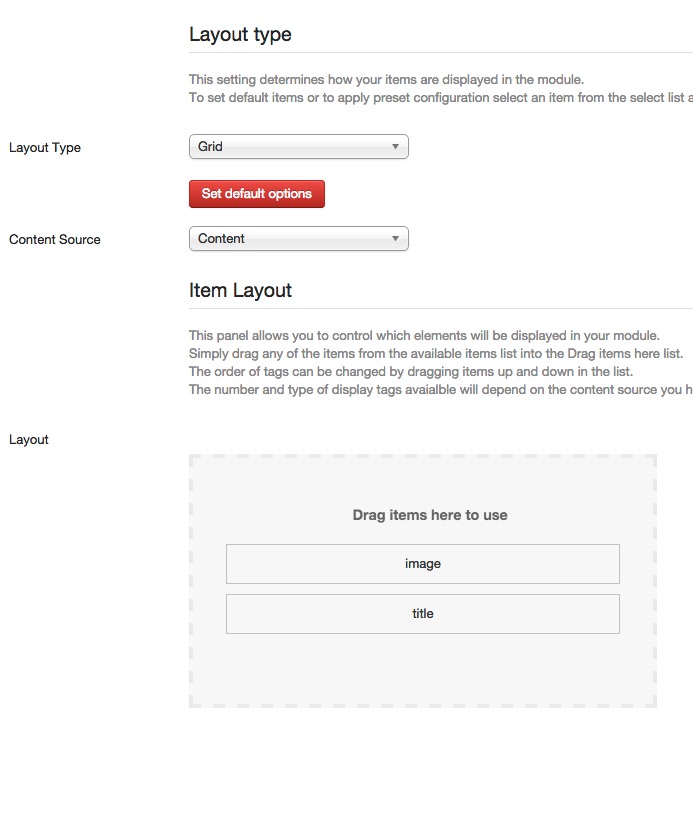 Layout type
This setting determines how your items are displayed in the module.
To set default items or to apply preset configuration select an item from the select list a
Layout Type
Grid
Set default options
Content Source
Content
Item Layout
This panel allows you to control which elements will be displayed in your module.
Simply drag any of the items from the available items list into the Drag items here list.
The order of tags can be changed by dragging items up and down in the list.
The number and type of display tags avaialble will depend on the content source you h
Layout
Drag items here to use
image
title